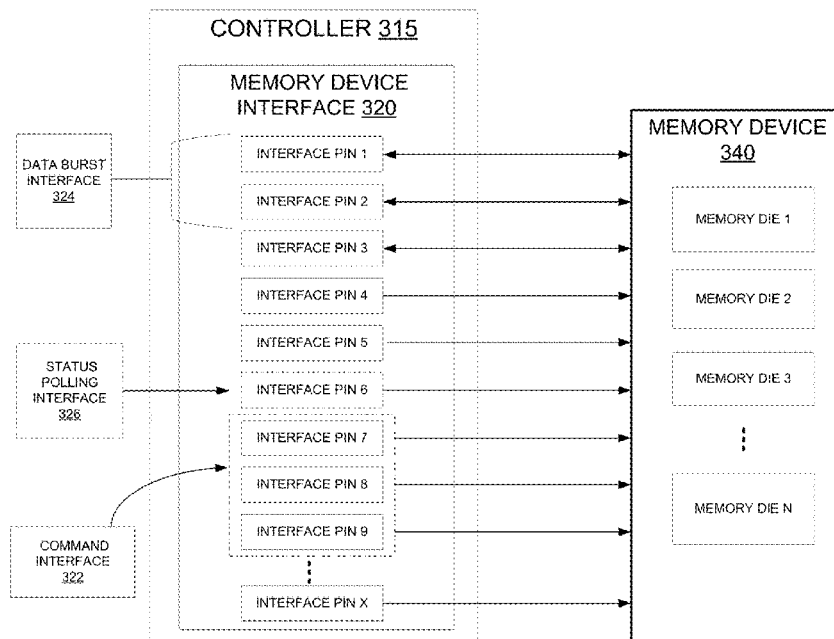 CONTROLLER 315
MEMORY DEVICE
INTERFACE 320
DATA BURST
INTERFACE
324
STATUS
POLLING
INTERFACE
326
COMMAND
INTERFACE
322
INTERFACE PIN 1
INTERFACE PIN 2
INTERFACE PIN 3
INTERFACE PIN 4
INTERFACE PIN 5
INTERFACE PIN 6
INTERFACE PIN 7
INTERFACE PIN 8
INTERFACE PIN 9
INTERFACE PIN X
MEMORY DEVICE
340
MEMORY DIE 1
MEMORY DIE 2
MEMORY DIE 3
MEMORY DIE N